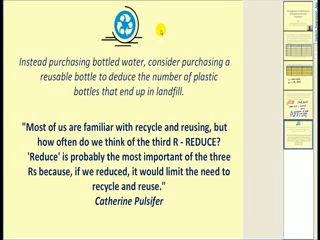 Instead purchasing bottled water, consider purchasing a
reusable bottle to deduce the number of plastic
bottles that end up in landfill.
"Most of us are familiar with recycle and reusing, but
how often do we think of the third R - REDUCE?
'Reduce' is probably the most important of the three
Rs because, if we reduced, it would limit the need to
recycle and reuse."
Catherine Pulsifer